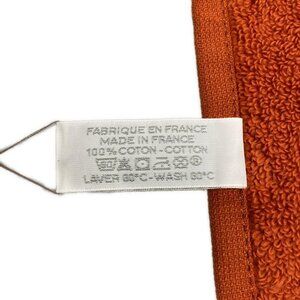 FABRIQUE EN FRANCE
MADE IN FRANCE
100% COTON - COTTON
LAVER 60°C - WASH 60°C